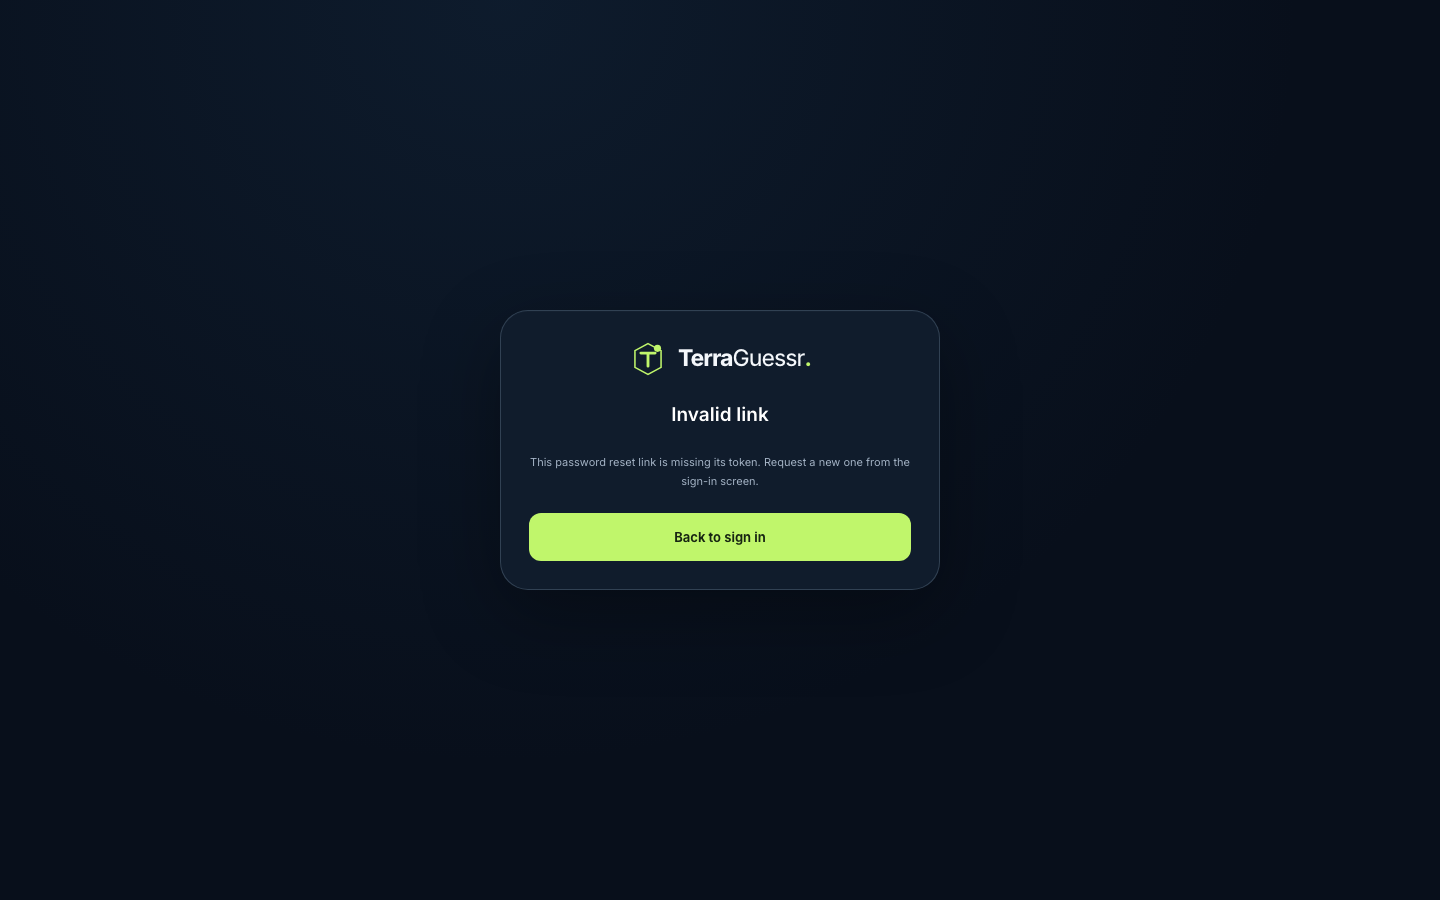 TerraGuessr.
Invalid link
This password reset link is missing its token. Request a new one from the
sign-in screen.
Back to sign in